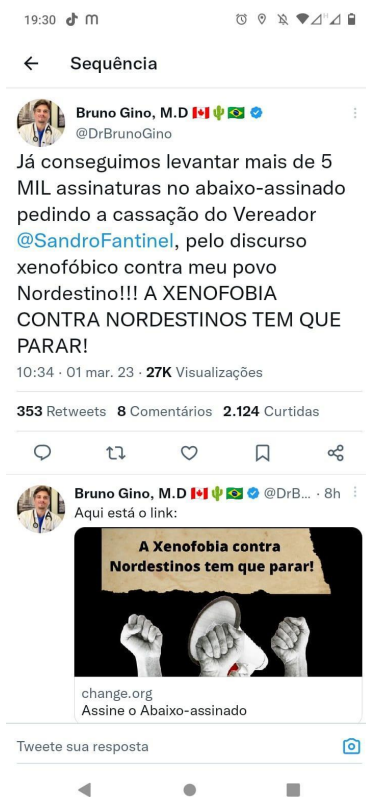 19:30
Sequência
Bruno Gino, M.D 🇨🇦🌵🇧🇷
@DrBrunoGino
Já conseguimos levantar mais de 5
MIL assinaturas no abaixo-assinado
pedindo a cassação do Vereador
@SandroFantinel, pelo discurso
xenofóbico contra meu povo
Nordestino!!! A XENOFOBIA
CONTRA NORDESTINOS TEM QUE
PARAR!
10:34 · 01 mar. 23 · 27K Visualizações
353 Retweets 8 Comentários 2.124 Curtidas
Bruno Gino, M.D 🇨🇦🌵🇧🇷 @DrB... · 8h
Aqui está o link:
A Xenofobia contra
Nordestinos tem que parar!
change.org
Assine o Abaixo-assinado
Tweete sua resposta